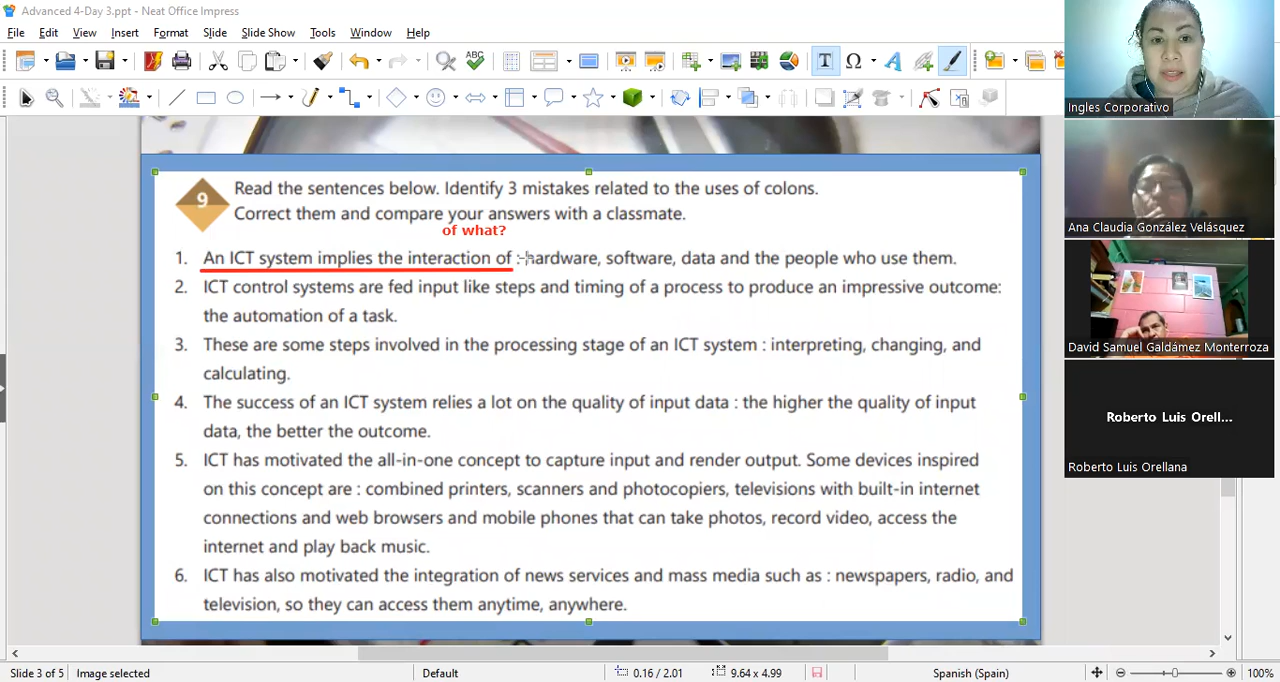 Advanced 4-Day 3.ppt - Neat Office Impress
File Edit View Insert Format Slide Slide Show Tools Window Help
ABC
T
Ω
A
Ingles Corporativo
Ana Claudia González Velásquez
David Samuel Galdámez Monterroza
Roberto Luis Orell...
Roberto Luis Orellana
9
Read the sentences below. Identify 3 mistakes related to the uses of colons.
Correct them and compare your answers with a classmate.
of what?
1. An ICT system implies the interaction of : hardware, software, data and the people who use them.
2. ICT control systems are fed input like steps and timing of a process to produce an impressive outcome:
the automation of a task.
3. These are some steps involved in the processing stage of an ICT system : interpreting, changing, and
calculating.
4. The success of an ICT system relies a lot on the quality of input data : the higher the quality of input
data, the better the outcome.
5. ICT has motivated the all-in-one concept to capture input and render output. Some devices inspired
on this concept are : combined printers, scanners and photocopiers, televisions with built-in internet
connections and web browsers and mobile phones that can take photos, record video, access the
internet and play back music.
6. ICT has also motivated the integration of news services and mass media such as : newspapers, radio, and
television, so they can access them anytime, anywhere.
Slide 3 of 5 Image selected Default 0.16 / 2.01 9.64 x 4.99 Spanish (Spain) 100%